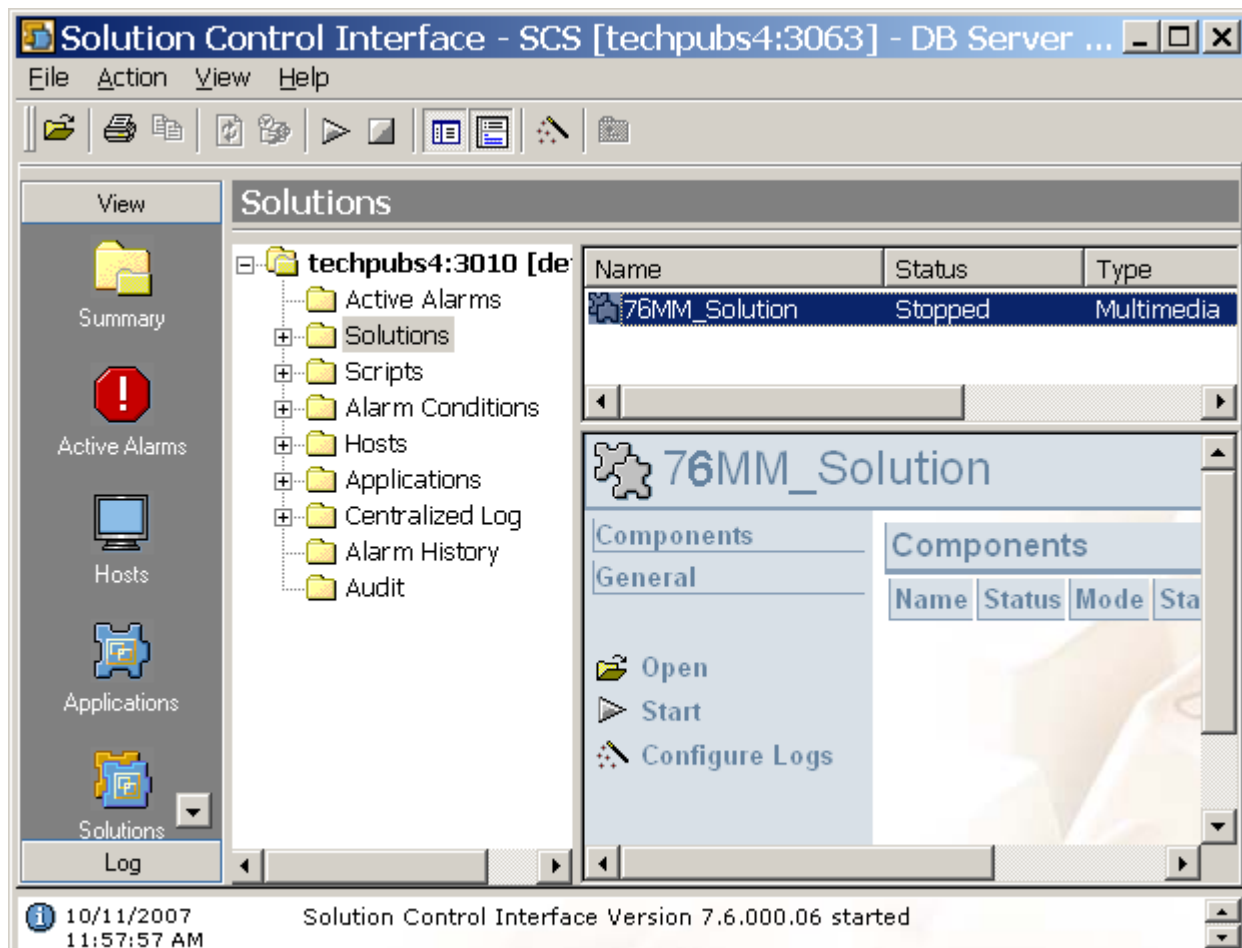 Solution Control Interface - SCS [techpubs4:3063] - DB Server ...
File Action View Help
View
Solutions
Summary
Active Alarms
Hosts
Applications
Solutions
Log
techpubs4:3010 [de
Active Alarms
Solutions
Scripts
Alarm Conditions
Hosts
Applications
Centralized Log
Alarm History
Audit
Name Status Type
76MM_Solution Stopped Multimedia
76MM_Solution
Components
General
Open
Start
Configure Logs
Components
Name Status Mode Sta
10/11/2007 Solution Control Interface Version 7.6.000.06 started
11:57:57 AM